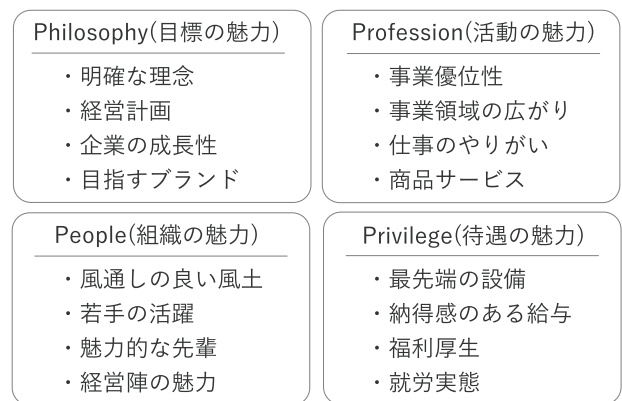 Philosophy(目標の魅力)
・明確な理念
・経営計画
・企業の成長性
・目指すブランド
Profession(活動の魅力)
・事業優位性
・事業領域の広がり
・仕事のやりがい
・商品サービス
People(組織の魅力)
・風通しの良い風土
・若手の活躍
・魅力的な先輩
・経営陣の魅力
Privilege(待遇の魅力)
・最先端の設備
・納得感のある給与
・福利厚生
・就労実態